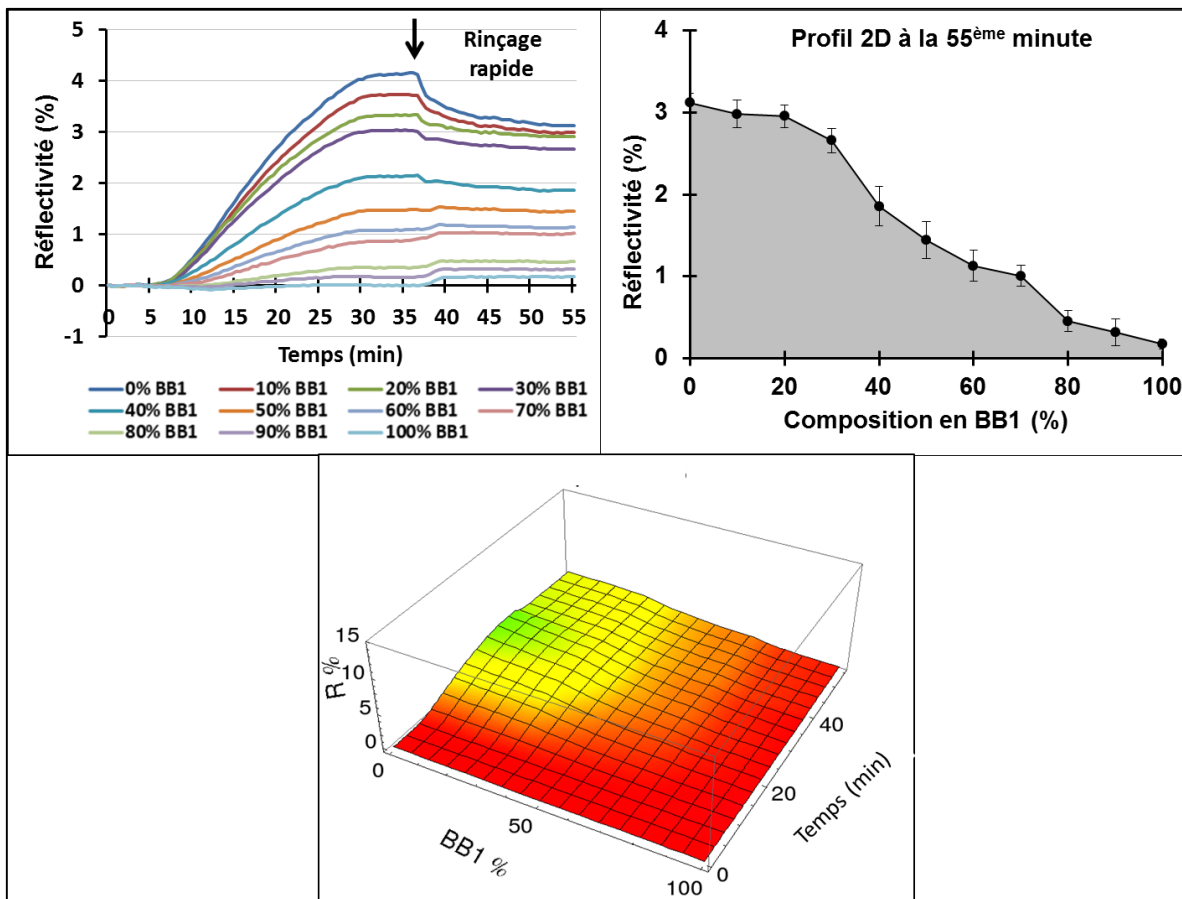 5
4
3
2
1
0
-1
Réflectivité (%)
Rinçage
rapide
0 5 10 15 20 25 30 35 40 45 50 55
Temps (min)
0% BB1 10% BB1 20% BB1 30% BB1
40% BB1 50% BB1 60% BB1 70% BB1
80% BB1 90% BB1 100% BB1
Profil 2D à la 55ème minute
4
3
2
1
0
Réflectivité (%)
0 20 40 60 80 100
Composition en BB1 (%)
15
10
5
0
R %
0
50
100
BB1 %
0
20
40
Temps (min)